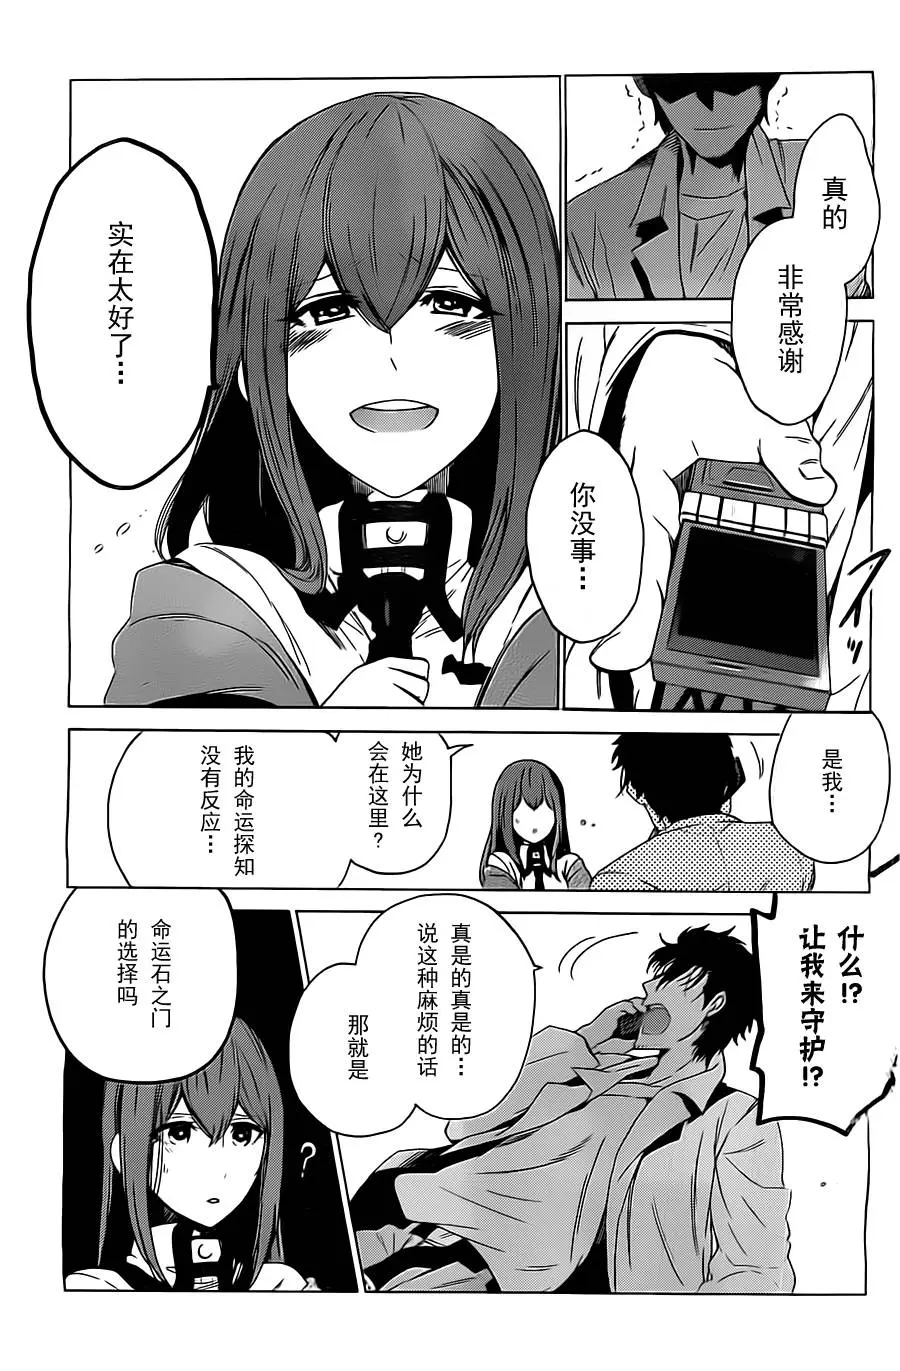 真的
非常感谢
你没事…
实在太好了…
是我…
她为什么
会在这里?
我的命运探知
没有反应…
什么!?
让我来守护!?
真是的真是的…
说这种麻烦的话
那就是
命运石之门
的选择吗
?